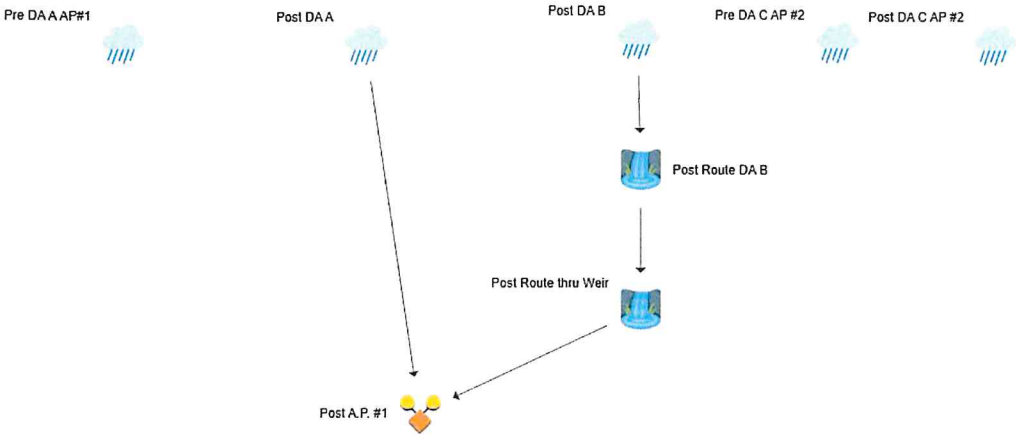 Pre DA A AP#1
Post DA A
Post DA B
Pre DA C AP #2
Post DA C AP #2
Post Route DA B
Post Route thru Weir
Post A.P. #1